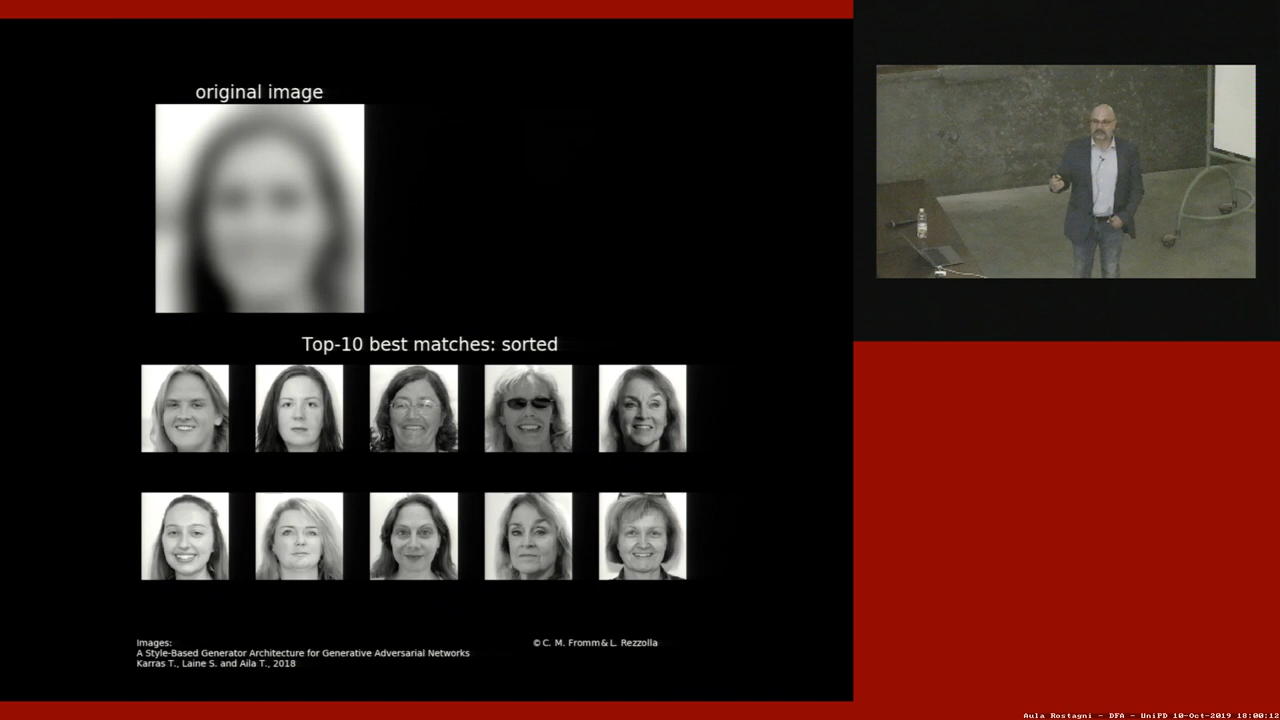 original image
Top-10 best matches: sorted
Images:
A Style-Based Generator Architecture for Generative Adversarial Networks
Karras T., Laine S. and Aila T., 2018
© C. M. Fromm & L. Rezzolla
Aula Rostagni - DFA - UniPD 10-Oct-2019 18:00:12